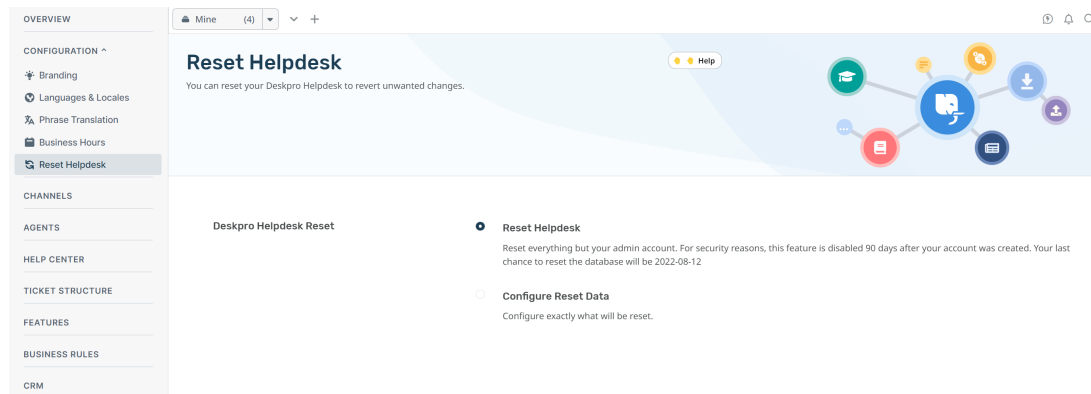 OVERVIEW
CONFIGURATION ^
Branding
Languages & Locales
Phrase Translation
Business Hours
Reset Helpdesk
CHANNELS
AGENTS
HELP CENTER
TICKET STRUCTURE
FEATURES
BUSINESS RULES
CRM
Mine (4)
Reset Helpdesk
You can reset your Deskpro Helpdesk to revert unwanted changes.
Help
Deskpro Helpdesk Reset
Reset Helpdesk
Reset everything but your admin account. For security reasons, this feature is disabled 90 days after your account was created. Your last
chance to reset the database will be 2022-08-12
Configure Reset Data
Configure exactly what will be reset.